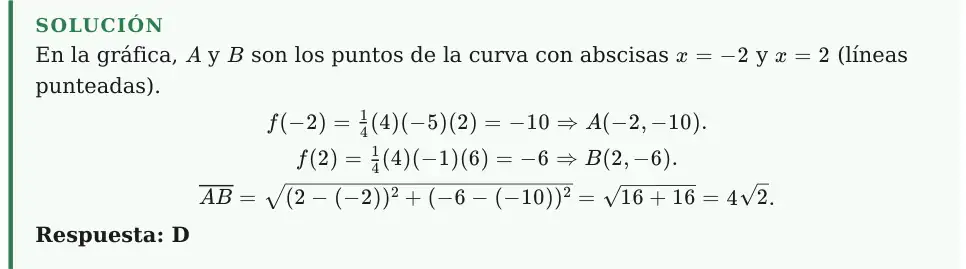 SOLUCIÓN
En la gráfica, A y B son los puntos de la curva con abscisas x = −2 y x = 2 (líneas
punteadas).
f(−2) = 1/4(4)(−5)(2) = −10 ⇒ A(−2, −10).
f(2) = 1/4(4)(−1)(6) = −6 ⇒ B(2, −6).
A̅B̅ = √((2 − (−2))² + (−6 − (−10))²) = √(16 + 16) = 4√2.
Respuesta: D